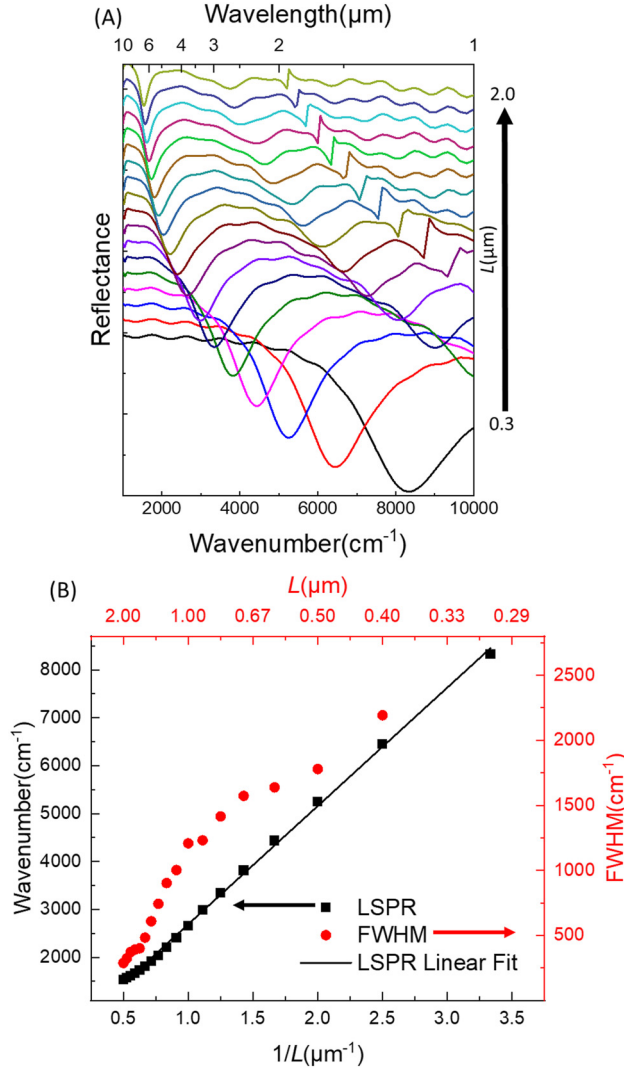 (A)
Wavelength(μm)
10 6 4 3 2 1
Reflectance
2.0
L(μm)
0.3
2000 4000 6000 8000 10000
Wavenumber(cm⁻¹)
(B)
L(μm)
2.00 1.00 0.67 0.50 0.40 0.33 0.29
8000
7000
6000
5000
4000
3000
2000
Wavenumber(cm⁻¹)
2500
2000
1500
1000
500
FWHM(cm⁻¹)
LSPR
FWHM
LSPR Linear Fit
0.5 1.0 1.5 2.0 2.5 3.0 3.5
1/L(μm⁻¹)